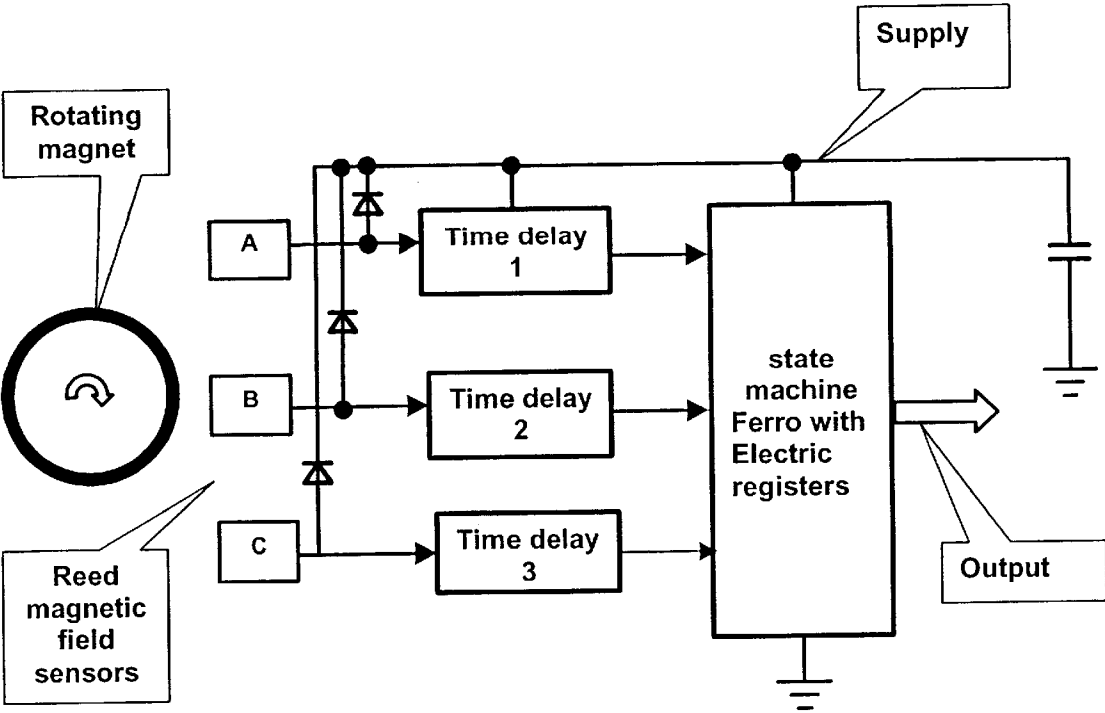 Supply
Rotating
magnet
A
Time delay
1
B
Time delay
2
state
machine
Ferro with
Electric
registers
C
Time delay
3
Output
Reed
magnetic
field
sensors